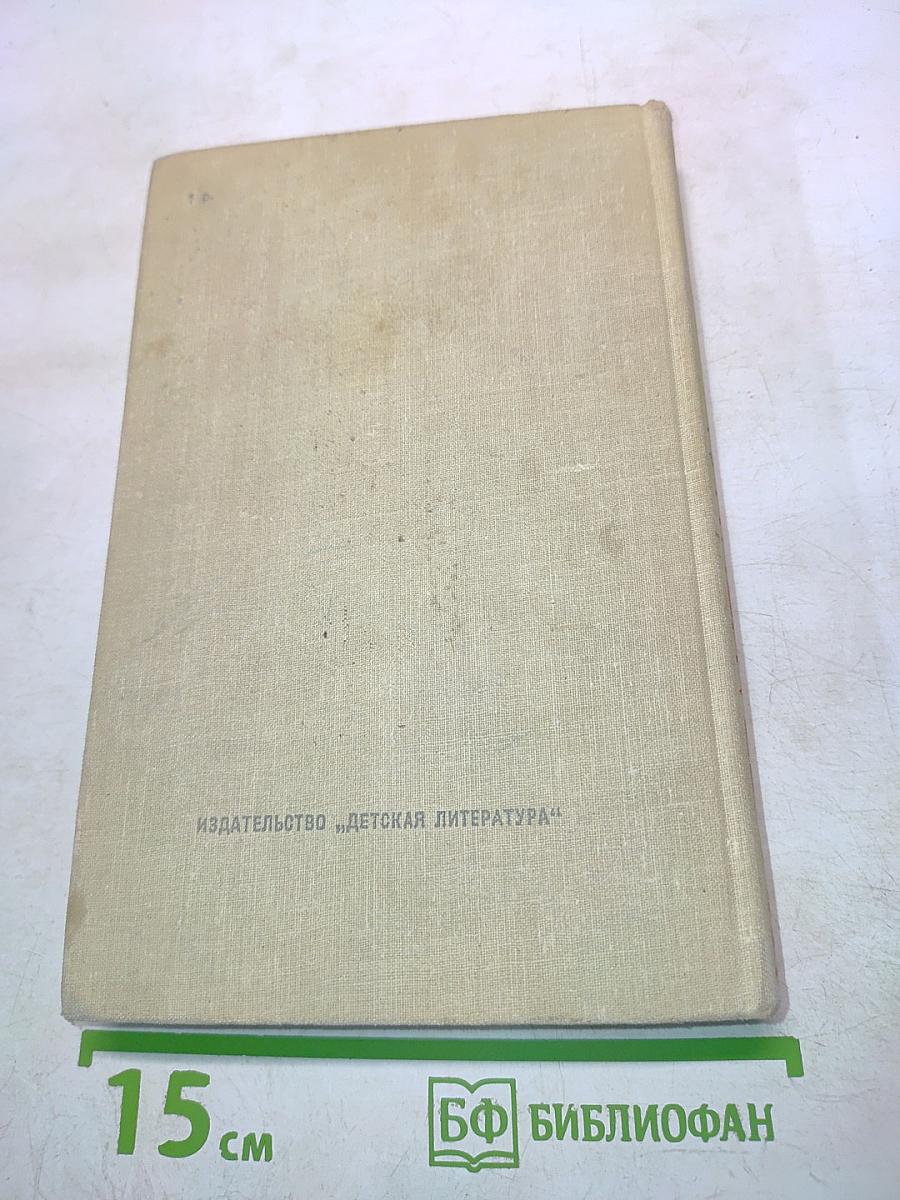 ИЗДАТЕЛЬСТВО „ДЕТСКАЯ ЛИТЕРАТУРА“
15 см
БФ БИБЛИОФАН